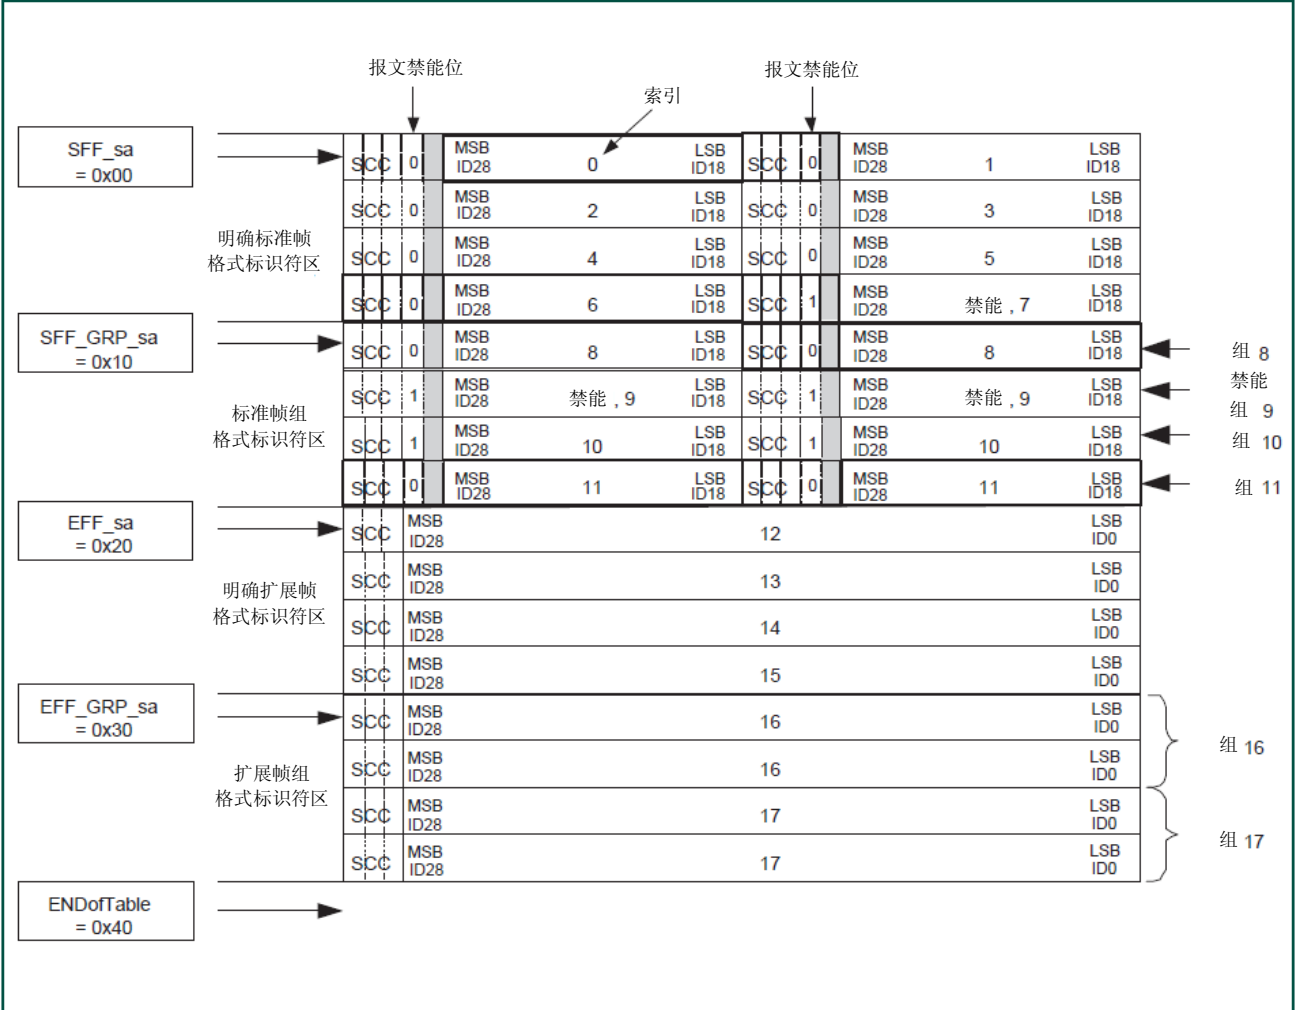 报文禁能位 报文禁能位
索引
SFF_sa
= 0x00
SCC 0 MSB ID28 0 LSB ID18 SCC 0 MSB ID28 1 LSB ID18
SCC 0 MSB ID28 2 LSB ID18 SCC 0 MSB ID28 3 LSB ID18
明确标准帧
格式标识符区
SCC 0 MSB ID28 4 LSB ID18 SCC 0 MSB ID28 5 LSB ID18
SCC 0 MSB ID28 6 LSB ID18 SCC 1 MSB ID28 禁能 , 7 LSB ID18
SFF_GRP_sa
= 0x10
SCC 0 MSB ID28 8 LSB ID18 SCC 0 MSB ID28 8 LSB ID18 组 8
SCC 1 MSB ID28 禁能 , 9 LSB ID18 SCC 1 MSB ID28 禁能 , 9 LSB ID18 禁能
组 9
标准帧组
格式标识符区
SCC 1 MSB ID28 10 LSB ID18 SCC 1 MSB ID28 10 LSB ID18 组 10
SCC 0 MSB ID28 11 LSB ID18 SCC 0 MSB ID28 11 LSB ID18 组 11
EFF_sa
= 0x20
SCC MSB ID28 12 LSB ID0
SCC MSB ID28 13 LSB ID0
明确扩展帧
格式标识符区
SCC MSB ID28 14 LSB ID0
SCC MSB ID28 15 LSB ID0
EFF_GRP_sa
= 0x30
SCC MSB ID28 16 LSB ID0
组 16
SCC MSB ID28 16 LSB ID0
扩展帧组
格式标识符区
SCC MSB ID28 17 LSB ID0
组 17
SCC MSB ID28 17 LSB ID0
ENDofTable
= 0x40